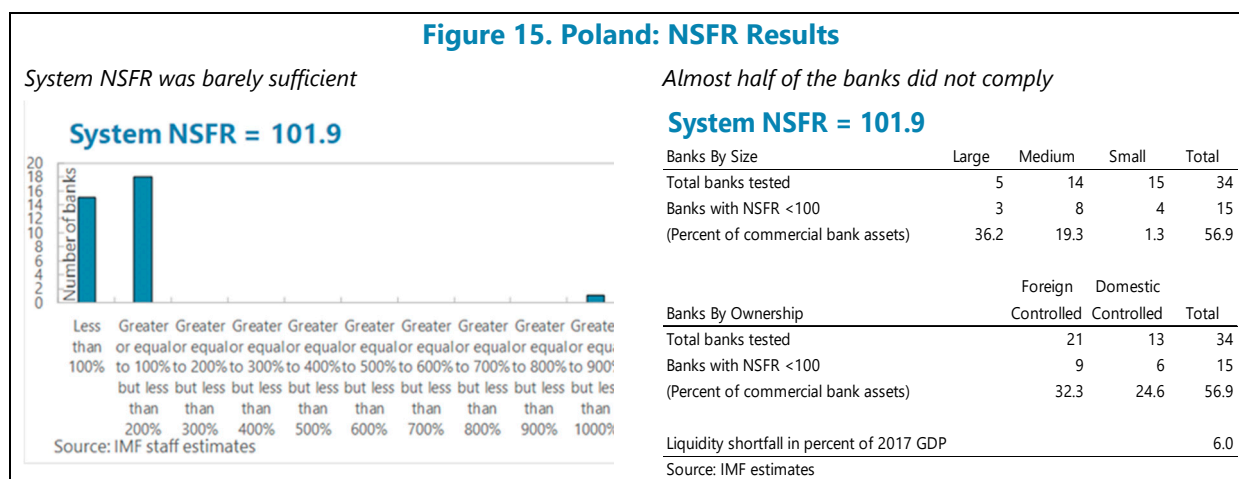 Figure 15. Poland: NSFR Results
System NSFR was barely sufficient
System NSFR = 101.9
20
18
16
14
12
10
8
6
4
2
0
Number of banks
Less Greater Greater Greater Greater Greater Greater Greater Greater Greate
than or equal or equal or equal or equal or equal or equal or equal or equal or equ
100% to 100% to 200% to 300% to 400% to 500% to 600% to 700% to 800% to 900%
but less but less but less but less but less but less but less but less but les
than than than than than than than than than
200% 300% 400% 500% 600% 700% 800% 900% 1000%
Source: IMF staff estimates
Almost half of the banks did not comply
System NSFR = 101.9
Banks By Size Large Medium Small Total
Total banks tested 5 14 15 34
Banks with NSFR <100 3 8 4 15
(Percent of commercial bank assets) 36.2 19.3 1.3 56.9
Foreign Domestic
Banks By Ownership Controlled Controlled Total
Total banks tested 21 13 34
Banks with NSFR <100 9 6 15
(Percent of commercial bank assets) 32.3 24.6 56.9
Liquidity shortfall in percent of 2017 GDP 6.0
Source: IMF estimates